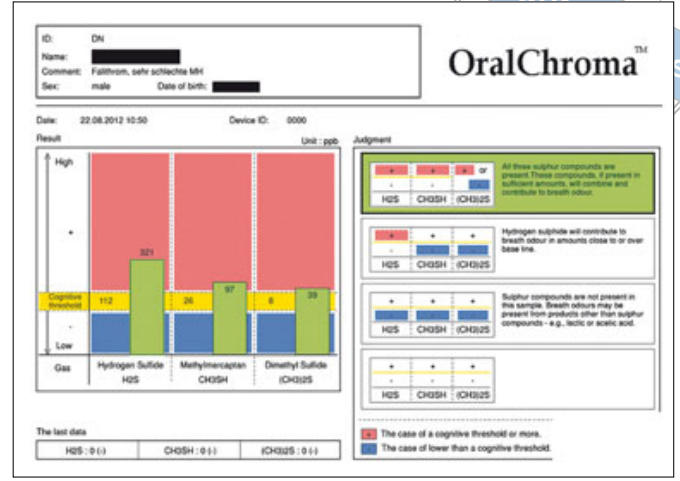 ID: DN
Name:
Comment: Fallthrom, sehr schlechte MH
Sex: male Date of birth:
OralChroma™
Date: 22.08.2012 10:50 Device ID: 0000
Result Unit : ppb
High
+
Cognitive threshold
-
Low
321
97
39
112
26
8
Gas
Hydrogen Sulfide H2S
Methylmercaptan CH3SH
Dimethyl Sulfide (CH3)2S
The last data
H2S : 0 (-) CH3SH : 0 (-) (CH3)2S : 0 (-)
Judgment
+ + + or
- - -
H2S CH3SH (CH3)2S
All three sulphur compounds are
present.These compounds, if present in
sufficient amounts, will combine and
contribute to breath odour.
+ + +
- - -
H2S CH3SH (CH3)2S
Hydrogen sulphide will contribute to
breath odour in amounts close to or over
base line.
+ + +
- - -
H2S CH3SH (CH3)2S
Sulphur compounds are not present in
this sample. Breath odours may be
present from products other than sulphur
compounds - e.g., lactic or acetic acid.
+ + +
- - -
H2S CH3SH (CH3)2S
+ The case of a cognitive threshold or more.
- The case of lower than a cognitive threshold.